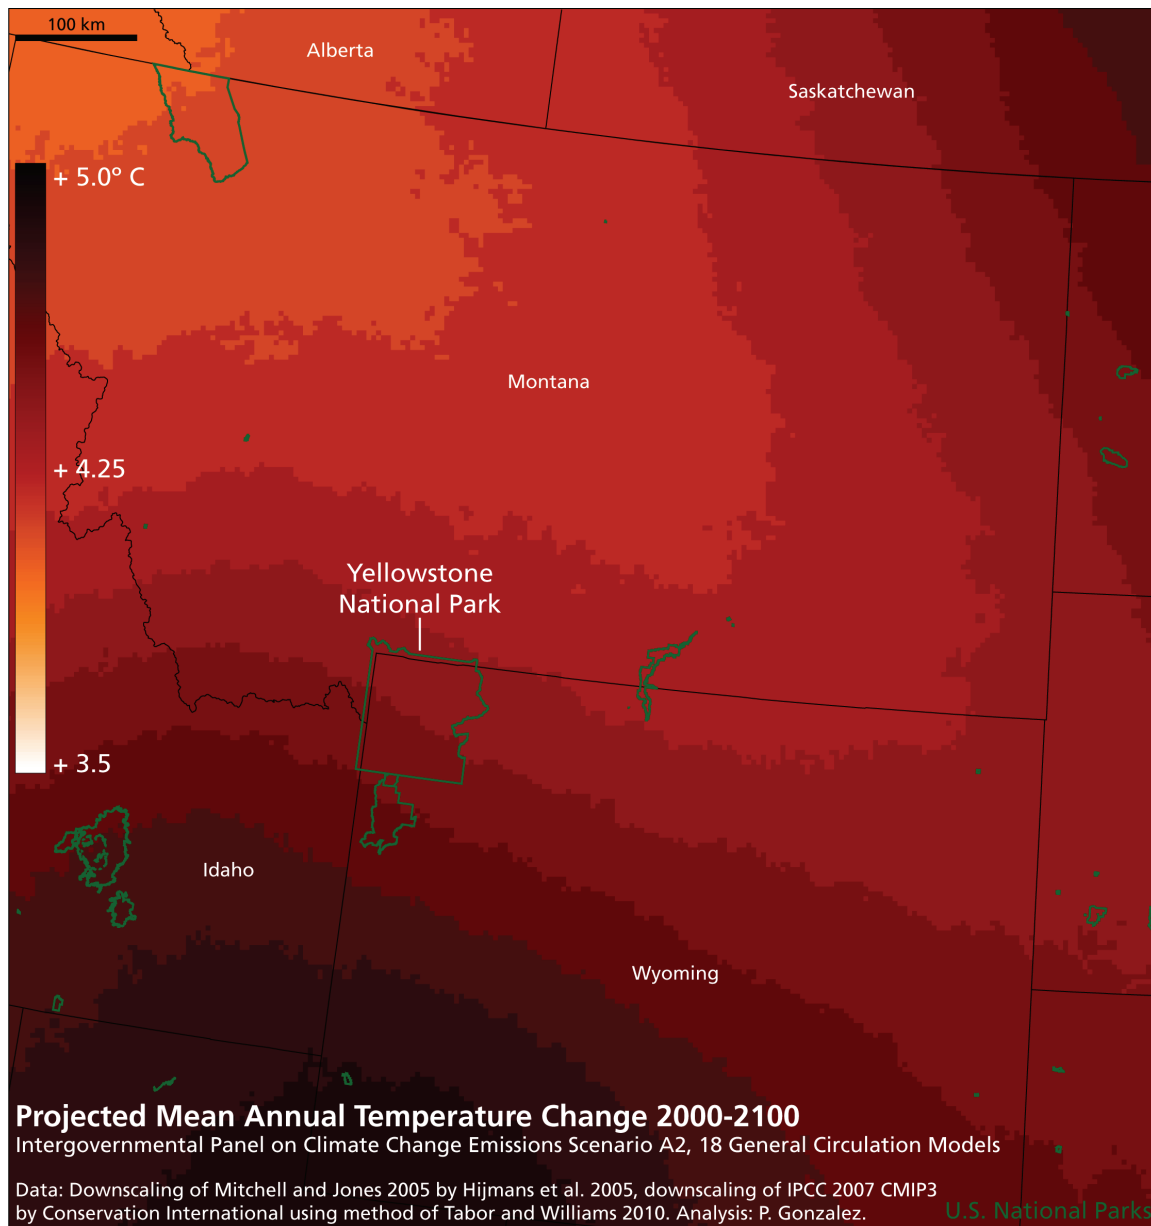 100 km
Alberta
Saskatchewan
+ 5.0º C
Montana
+ 4.25
Yellowstone
National Park
+ 3.5
Idaho
Wyoming
Projected Mean Annual Temperature Change 2000-2100
Intergovernmental Panel on Climate Change Emissions Scenario A2, 18 General Circulation Models
Data: Downscaling of Mitchell and Jones 2005 by Hijmans et al. 2005, downscaling of IPCC 2007 CMIP3
by Conservation International using method of Tabor and Williams 2010. Analysis: P. Gonzalez.
U.S. National Parks